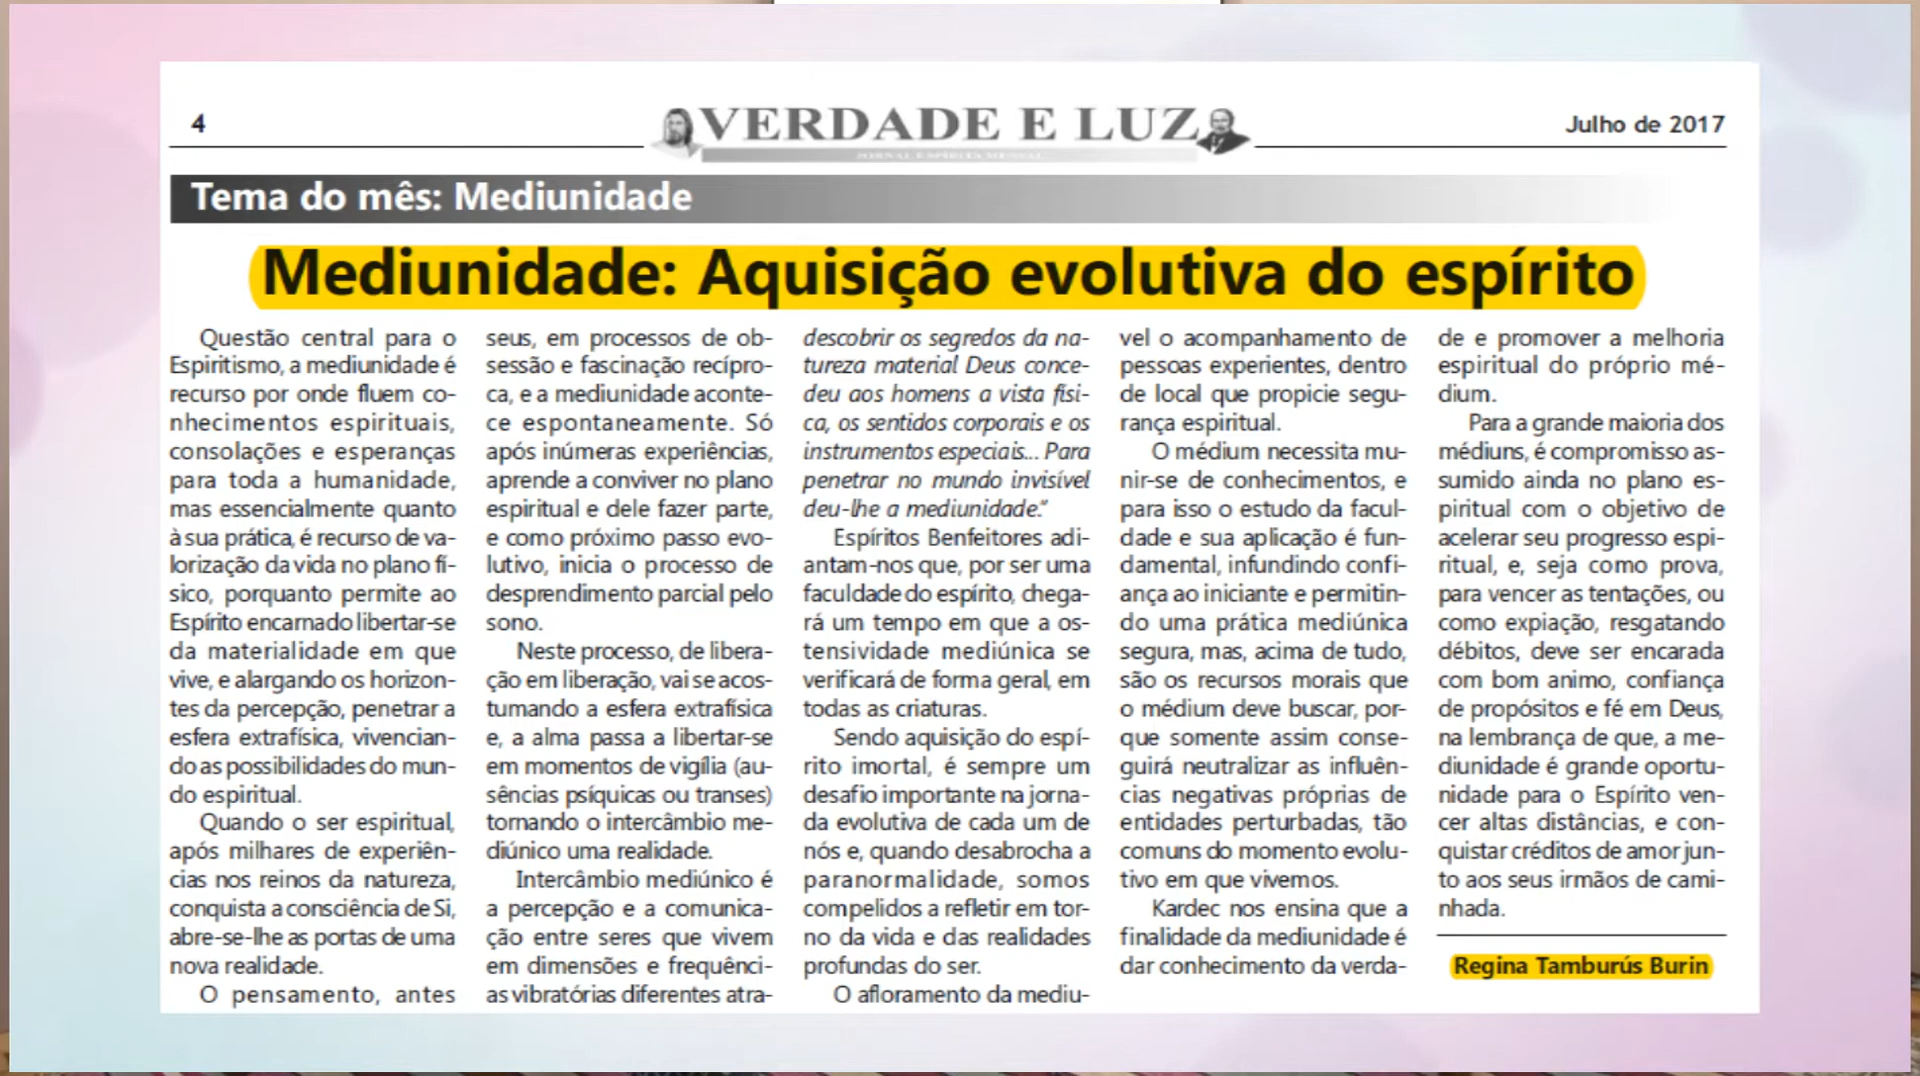 4
VERDADE E LUZ
JORNAL ESPÍRITA MENSAL
Julho de 2017
Tema do mês: Mediunidade
Mediunidade: Aquisição evolutiva do espírito
Questão central para o
Espiritismo, a mediunidade é
recurso por onde fluem co-
nhecimentos espirituais,
consolações e esperanças
para toda a humanidade,
mas essencialmente quanto
à sua prática, é recurso de va-
lorização da vida no plano fí-
sico, porquanto permite ao
Espírito encarnado libertar-se
da materialidade em que
vive, e alargando os horizon-
tes da percepção, penetrar a
esfera extrafísica, vivencian-
do as possibilidades do mun-
do espiritual.
Quando o ser espiritual,
após milhares de experiên-
cias nos reinos da natureza,
conquista a consciência de Si,
abre-se-lhe as portas de uma
nova realidade.
O pensamento, antes
seus, em processos de ob-
sessão e fascinação recípro-
ca, e a mediunidade aconte-
ce espontaneamente. Só
após inúmeras experiências,
aprende a conviver no plano
espiritual e dele fazer parte,
e como próximo passo evo-
lutivo, inicia o processo de
desprendimento parcial pelo
sono.
Neste processo, de libera-
ção em liberação, vai se acos-
tumando a esfera extrafísica
e, a alma passa a libertar-se
em momentos de vigília (au-
sências psíquicas ou transes)
tornando o intercâmbio me-
diúnico uma realidade.
Intercâmbio mediúnico é
a percepção e a comunica-
ção entre seres que vivem
em dimensões e frequênci-
as vibratórias diferentes atra-
descobrir os segredos da na-
tureza material Deus conce-
deu aos homens a vista físi-
ca, os sentidos corporais e os
instrumentos especiais... Para
penetrar no mundo invisível
deu-lhe a mediunidade."
Espíritos Benfeitores adi-
antam-nos que, por ser uma
faculdade do espírito, chega-
rá um tempo em que a os-
tensividade mediúnica se
verificará de forma geral, em
todas as criaturas.
Sendo aquisição do espí-
rito imortal, é sempre um
desafio importante na jorna-
da evolutiva de cada um de
nós e, quando desabrocha a
paranormalidade, somos
compelidos a refletir em tor-
no da vida e das realidades
profundas do ser.
O afloramento da mediu-
vel o acompanhamento de
pessoas experientes, dentro
de local que propicie segu-
rança espiritual.
O médium necessita mu-
nir-se de conhecimentos, e
para isso o estudo da facul-
dade e sua aplicação é fun-
damental, infundindo confi-
ança ao iniciante e permitin-
do uma prática mediúnica
segura, mas, acima de tudo,
são os recursos morais que
o médium deve buscar, por-
que somente assim conse-
guirá neutralizar as influên-
cias negativas próprias de
entidades perturbadas, tão
comuns do momento evolu-
tivo em que vivemos.
Kardec nos ensina que a
finalidade da mediunidade é
dar conhecimento da verda-
de e promover a melhoria
espiritual do próprio mé-
dium.
Para a grande maioria dos
médiuns, é compromisso as-
sumido ainda no plano es-
piritual com o objetivo de
acelerar seu progresso espi-
ritual, e, seja como prova,
para vencer as tentações, ou
como expiação, resgatando
débitos, deve ser encarada
com bom animo, confiança
de propósitos e fé em Deus,
na lembrança de que, a me-
diunidade é grande oportu-
nidade para o Espírito ven-
cer altas distâncias, e con-
quistar créditos de amor jun-
to aos seus irmãos de cami-
nhada.
Regina Tamburús Burin